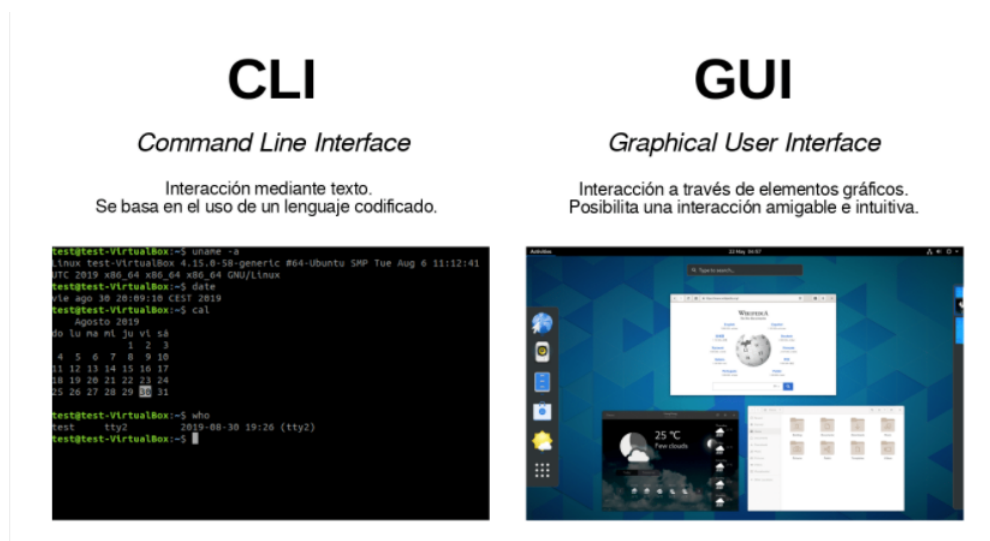 CLI
Command Line Interface
Interacción mediante texto.
Se basa en el uso de un lenguaje codificado.
test@test-VirtualBox:~$ uname -a
Linux test-VirtualBox 4.15.0-58-generic #64-Ubuntu SMP Tue Aug 6 11:12:41
UTC 2019 x86_64 x86_64 x86_64 GNU/Linux
test@test-VirtualBox:~$ date
vie ago 30 20:09:10 CEST 2019
test@test-VirtualBox:~$ cal
Agosto 2019
do lu ma mi ju vi sá
1 2 3
4 5 6 7 8 9 10
11 12 13 14 15 16 17
18 19 20 21 22 23 24
25 26 27 28 29 30 31
test@test-VirtualBox:~$ who
test tty2 2019-08-30 19:26 (tty2)
test@test-VirtualBox:~$
GUI
Graphical User Interface
Interacción a través de elementos gráficos.
Posibilita una interacción amigable e intuitiva.
Activities
Type to search...
WIKIPEDIA
25 °C
Few clouds